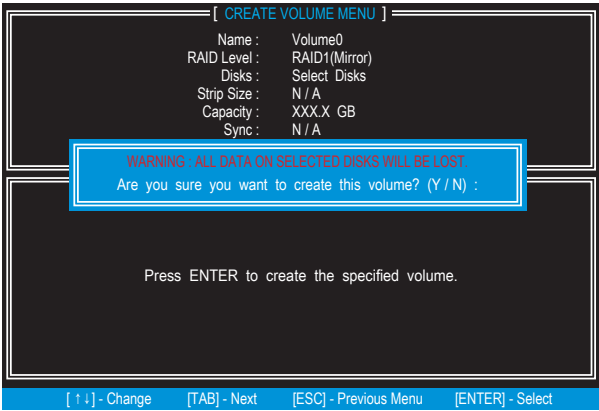 [ CREATE VOLUME MENU ]
Name : Volume0
RAID Level : RAID1(Mirror)
Disks : Select Disks
Strip Size : N / A
Capacity : XXX.X GB
Sync : N / A
WARNING : ALL DATA ON SELECTED DISKS WILL BE LOST.
Are you sure you want to create this volume? (Y / N) :
Press ENTER to create the specified volume.
[ ↑↓] - Change [TAB] - Next [ESC] - Previous Menu [ENTER] - Select